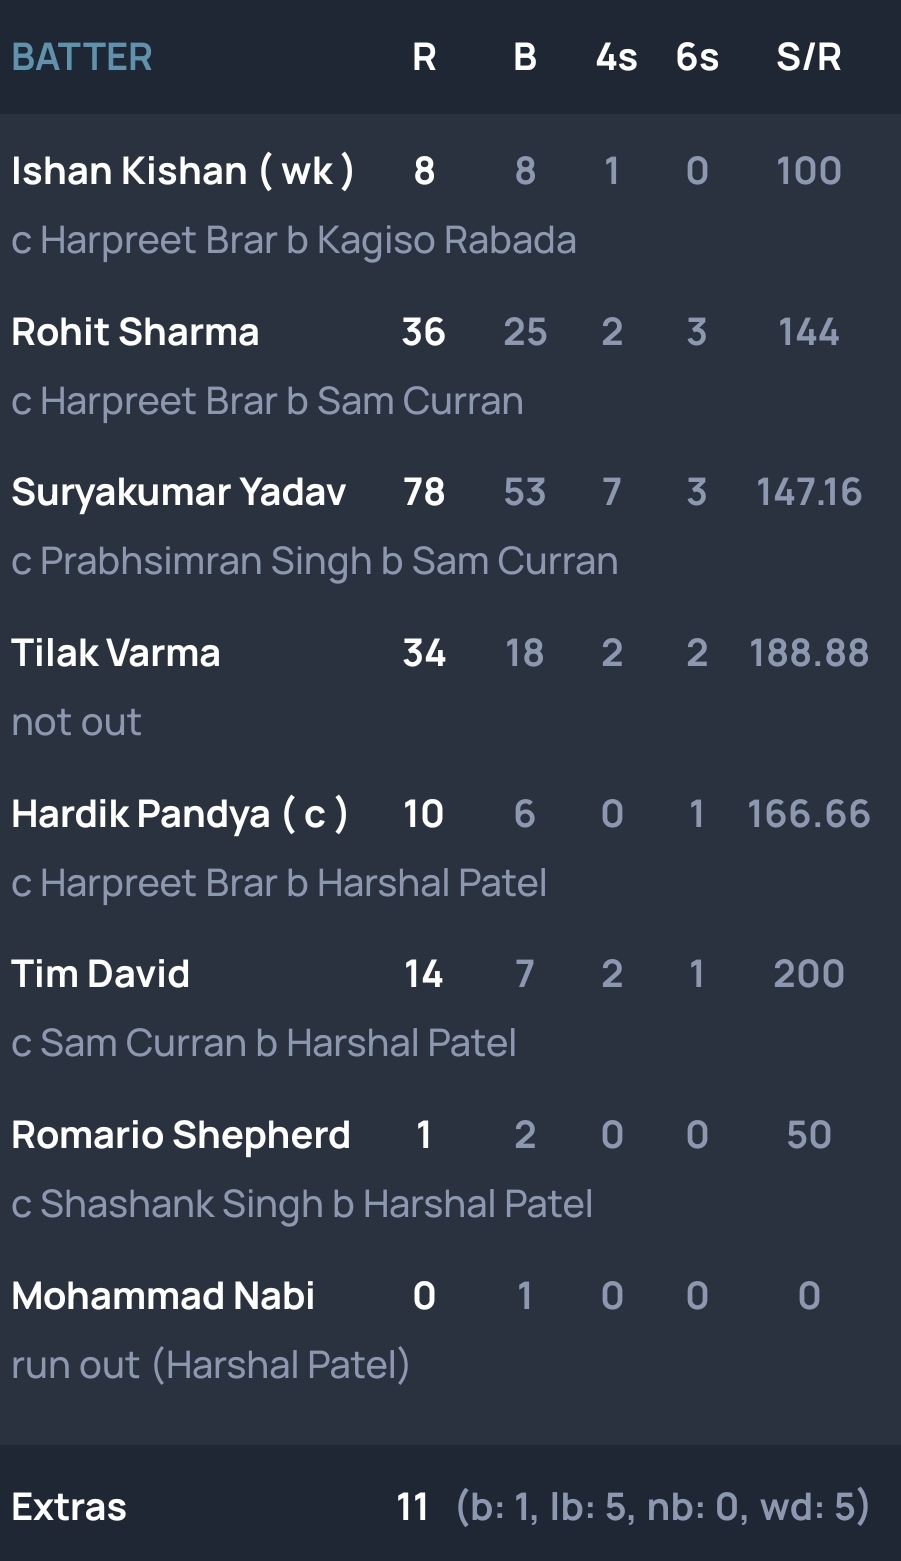 BATTER R B 4s 6s S/R
Ishan Kishan ( wk ) 8 8 1 0 100
c Harpreet Brar b Kagiso Rabada
Rohit Sharma 36 25 2 3 144
c Harpreet Brar b Sam Curran
Suryakumar Yadav 78 53 7 3 147.16
c Prabhsimran Singh b Sam Curran
Tilak Varma 34 18 2 2 188.88
not out
Hardik Pandya ( c ) 10 6 0 1 166.66
c Harpreet Brar b Harshal Patel
Tim David 14 7 2 1 200
c Sam Curran b Harshal Patel
Romario Shepherd 1 2 0 0 50
c Shashank Singh b Harshal Patel
Mohammad Nabi 0 1 0 0 0
run out (Harshal Patel)
Extras 11 (b: 1, lb: 5, nb: 0, wd: 5)